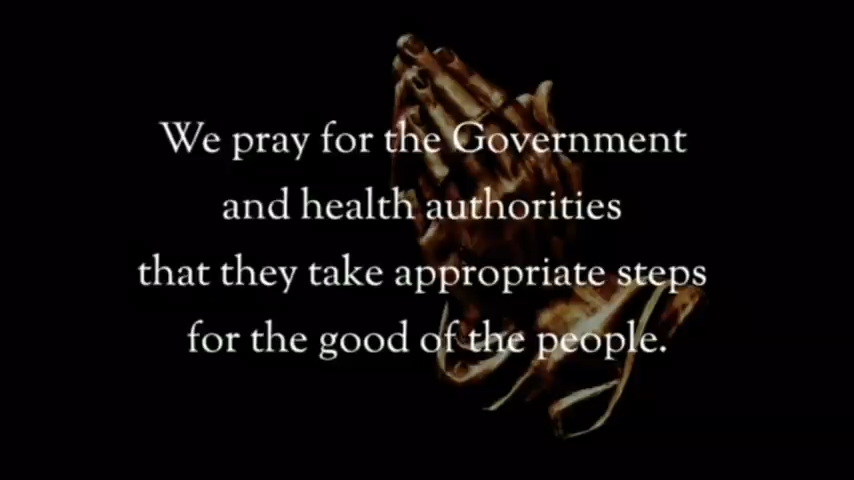 We pray for the Government
and health authorities
that they take appropriate steps
for the good of the people.